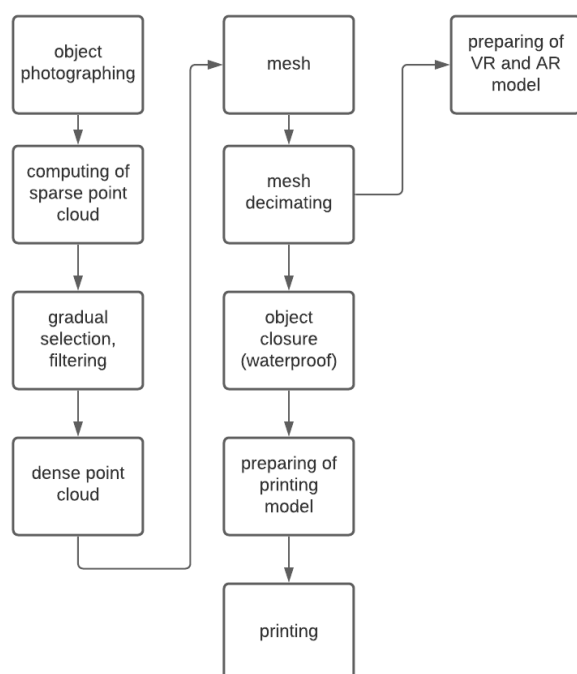 object
photographing
computing of
sparse point
cloud
gradual
selection,
filtering
dense point
cloud
mesh
mesh
decimating
object
closure
(waterproof)
preparing of
printing
model
printing
preparing of
VR and AR
model